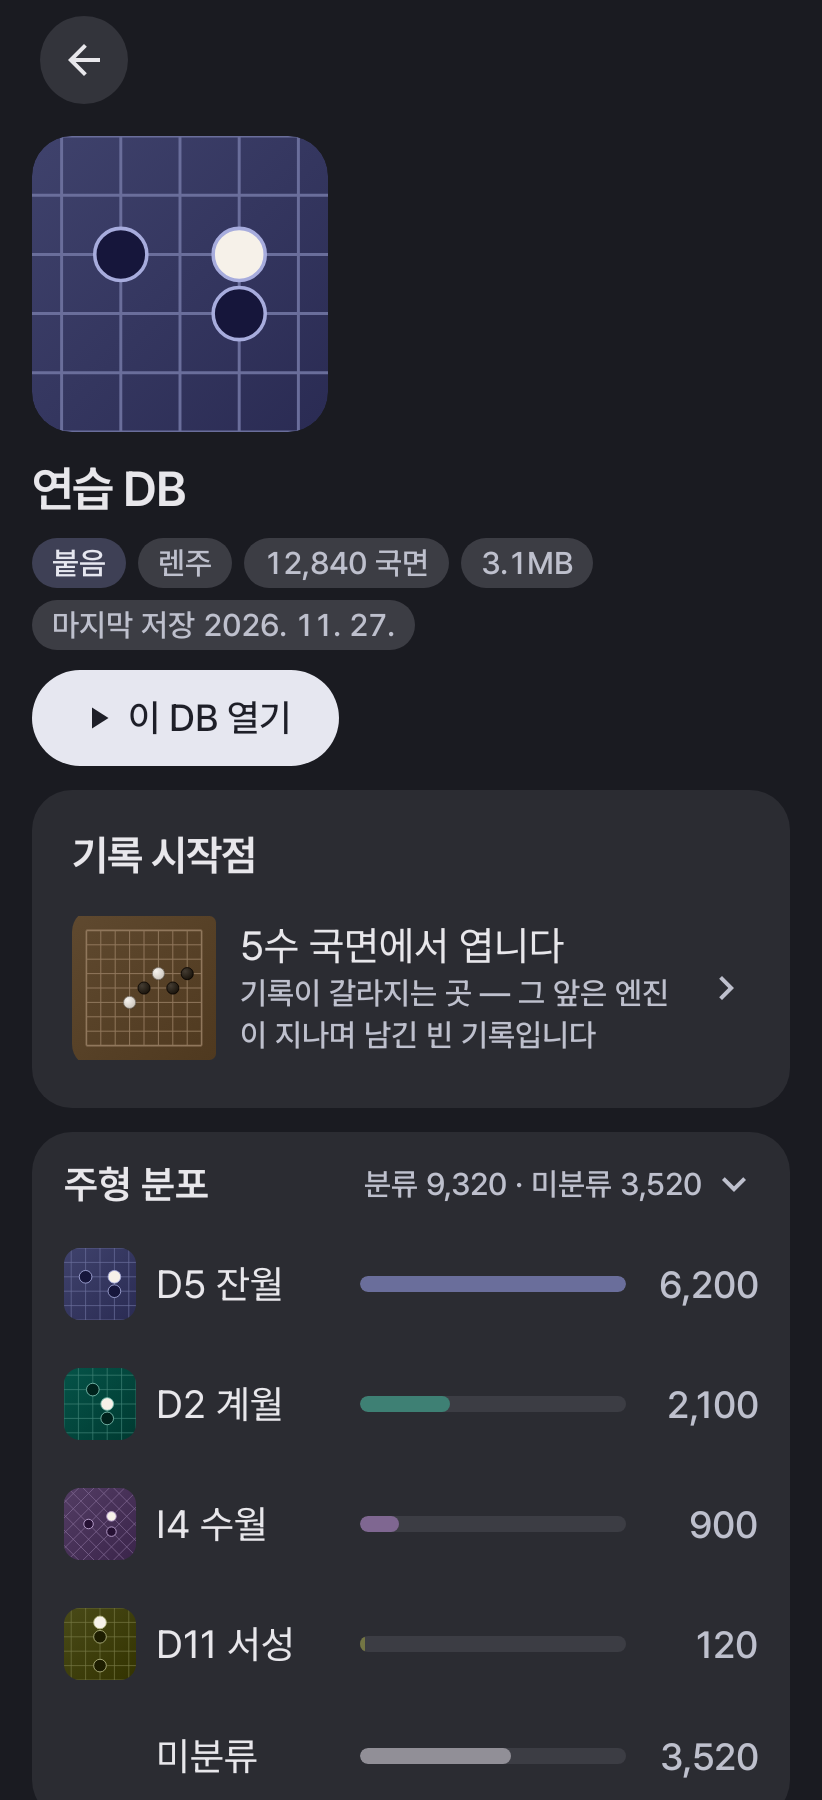 연습 DB
붙음 렌주 12,840 국면 3.1MB
마지막 저장 2026. 11. 27.
이 DB 열기
기록 시작점
5수 국면에서 엽니다
기록이 갈라지는 곳 — 그 앞은 엔진
이 지나며 남긴 빈 기록입니다
주형 분포 분류 9,320 · 미분류 3,520
D5 잔월 6,200
D2 계월 2,100
I4 수월 900
D11 서성 120
미분류 3,520